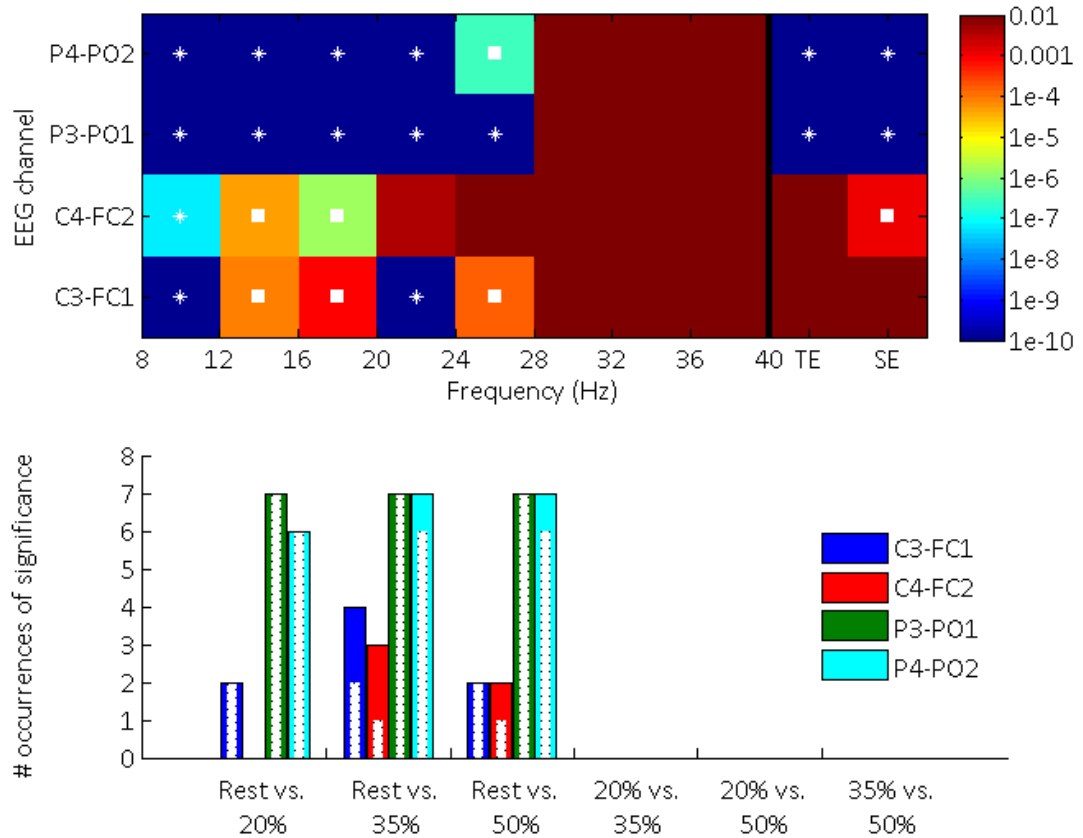 P4-PO2
P3-PO1
C4-FC2
C3-FC1
EEG channel
8 12 16 20 24 28 32 36 40 TE SE
Frequency (Hz)
0.01
0.001
1e-4
1e-5
1e-6
1e-7
1e-8
1e-9
1e-10
# occurrences of significance
8
7
6
5
4
3
2
1
0
Rest vs. 20%
Rest vs. 35%
Rest vs. 50%
20% vs. 35%
20% vs. 50%
35% vs. 50%
C3-FC1
C4-FC2
P3-PO1
P4-PO2